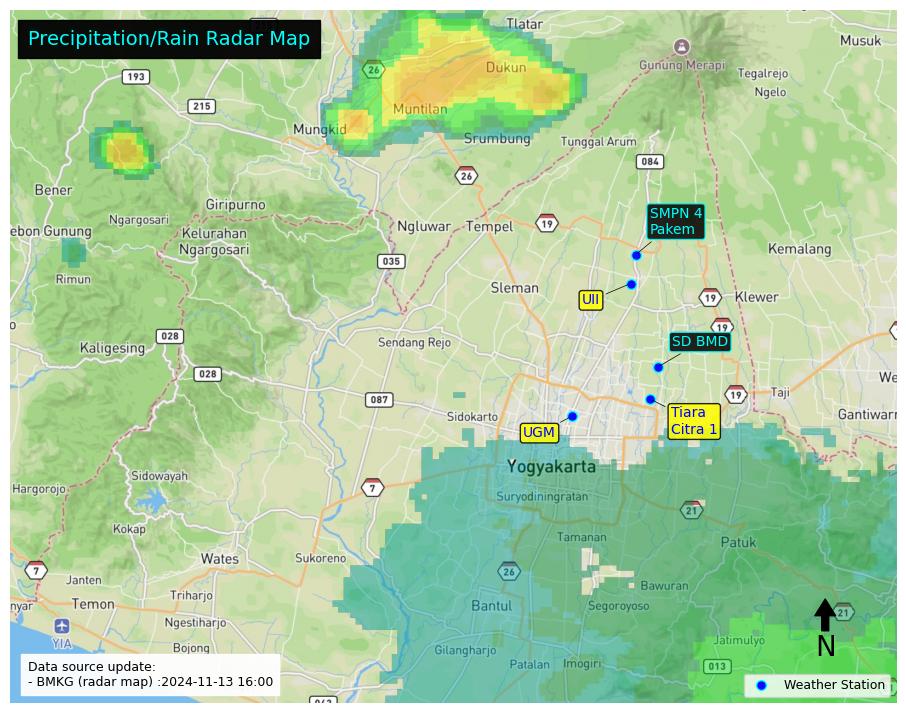 Precipitation/Rain Radar Map
Tlatar
Musuk
26
Dukun
Gunung Merapi
193
Tegalrejo
Ngelo
215
Muntilan
Mungkid
Srumbung
Tunggal Arum
084
26
Bener
Giripurno
Ngargosari
SMPN 4
Pakem
ebon Gunung
Kelurahan
Ngargosari
Ngluwar
Tempel
19
Kemalang
035
Rimun
UII
Sleman
19
Klewer
19
028
Kaligesing
Sendang Rejo
SD BMD
028
We
087
19
Taji
Sidokarto
Tiara
Citra 1
Gantiwarn
UGM
Yogyakarta
Sidowayah
Hargorojo
7
Suryodiningratan
21
Kokap
Tamanan
Patuk
Wates
Sukoreno
7
26
Janten
Bawuran
nyar
Temon
Triharjo
Bantul
Segoroyoso
21
Ngestiharjo
YIA
Bojong
Gilangharjo
Jatimulyo
N
Patalan
Imogiri
013
Data source update:
- BMKG (radar map) :2024-11-13 16:00
Weather Station